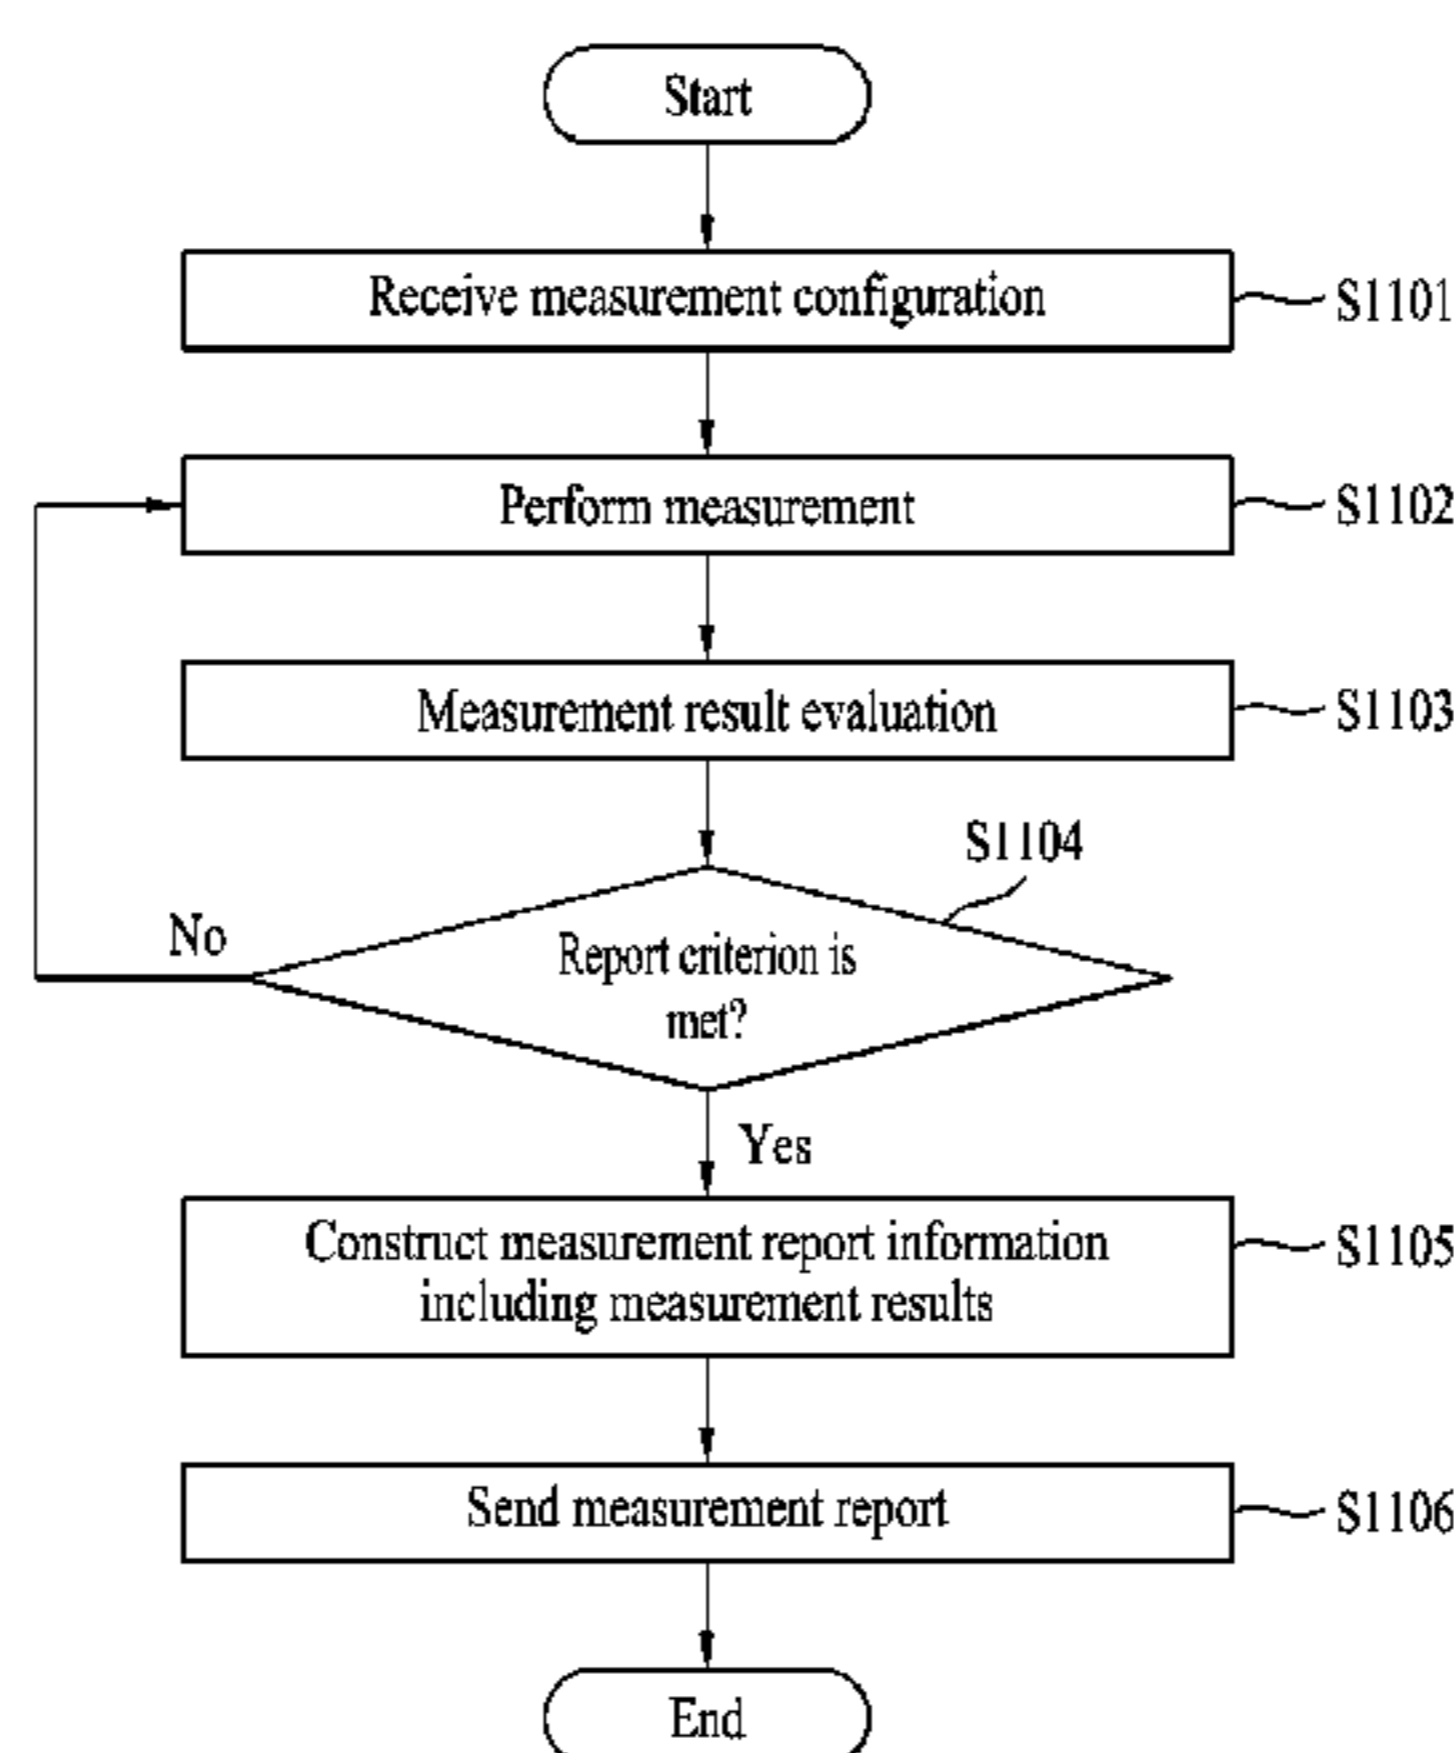 Start
Receive measurement configuration
S1101
Perform measurement
S1102
Measurement result evaluation
S1103
S1104
No
Report criterion is
met?
Yes
Construct measurement report information
including measurement results
S1105
Send measurement report
S1106
End